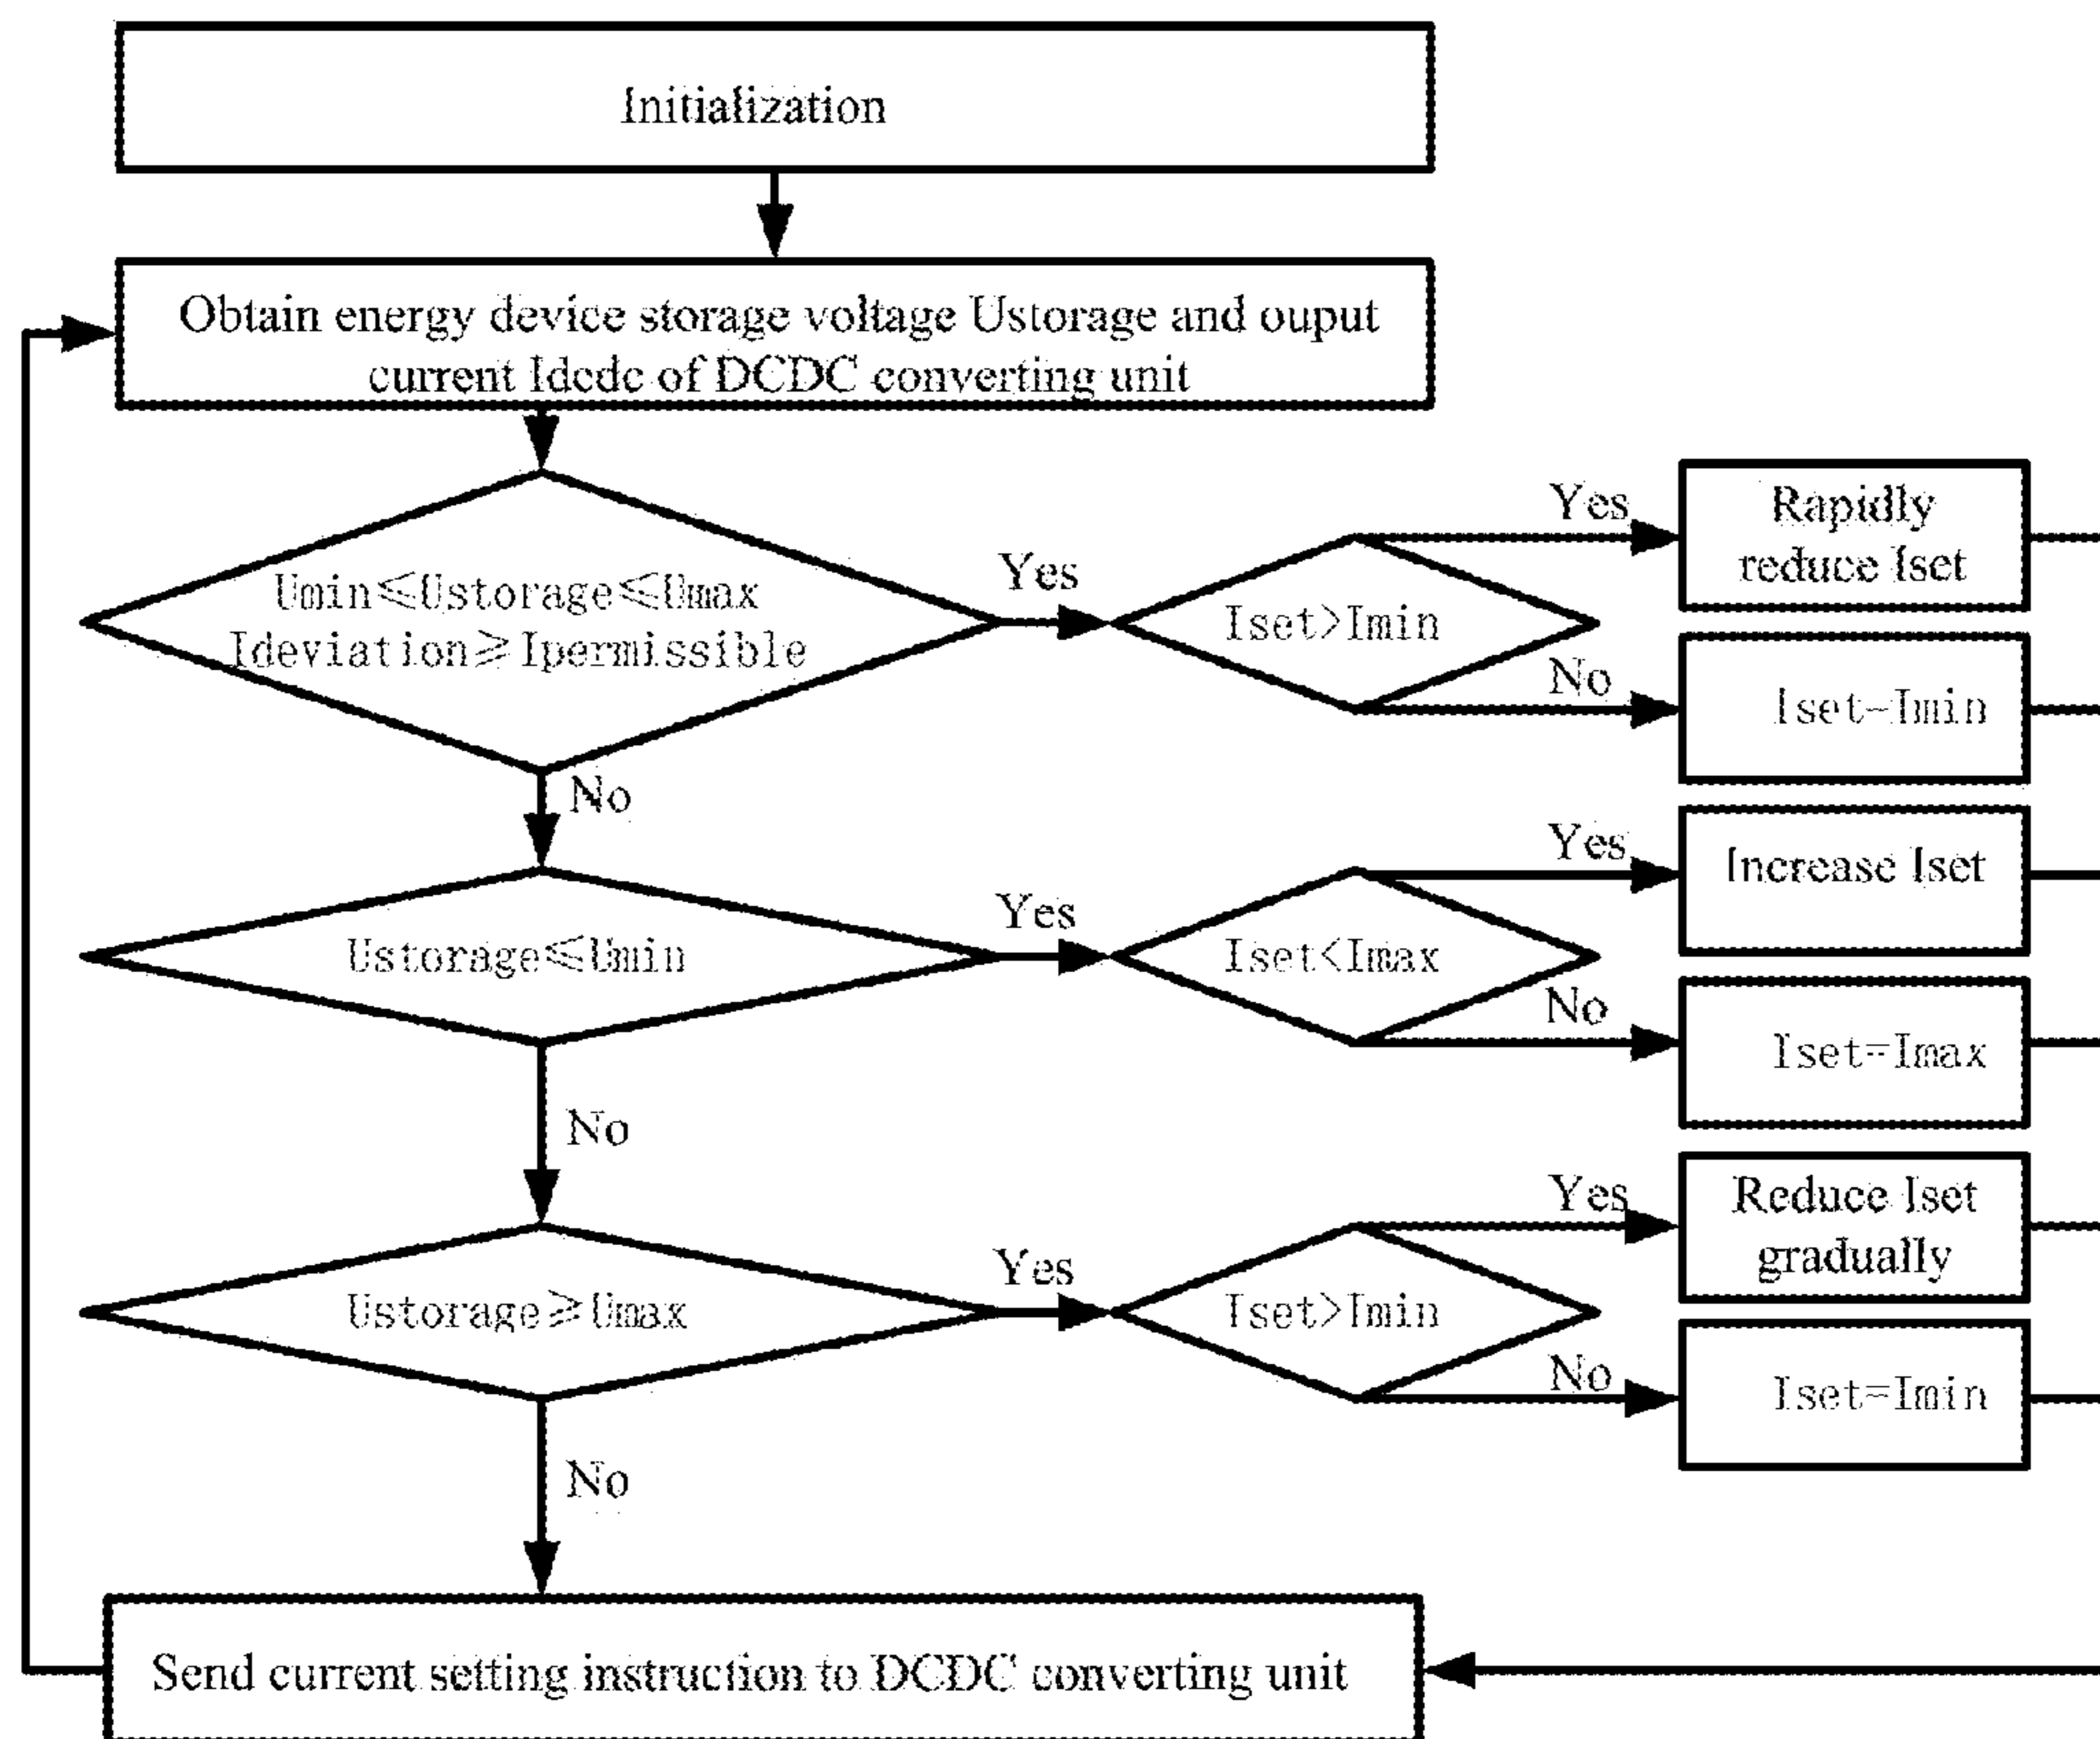 Initialization
Obtain energy device storage voltage Ustorage and ouput
current Idcdc of DCDC converting unit
Umin≤Ustorage≤Umax
Ideviation≥Ipermissible
Yes
Iset>Imin
Yes
Rapidly
reduce Iset
No
Iset=Imin
No
Ustorage≤Umin
Yes
Iset<Imax
Yes
Increase Iset
No
Iset=Imax
No
Ustorage≥Umax
Yes
Iset>Imin
Yes
Reduce Iset
gradually
No
Iset=Imin
No
Send current setting instruction to DCDC converting unit